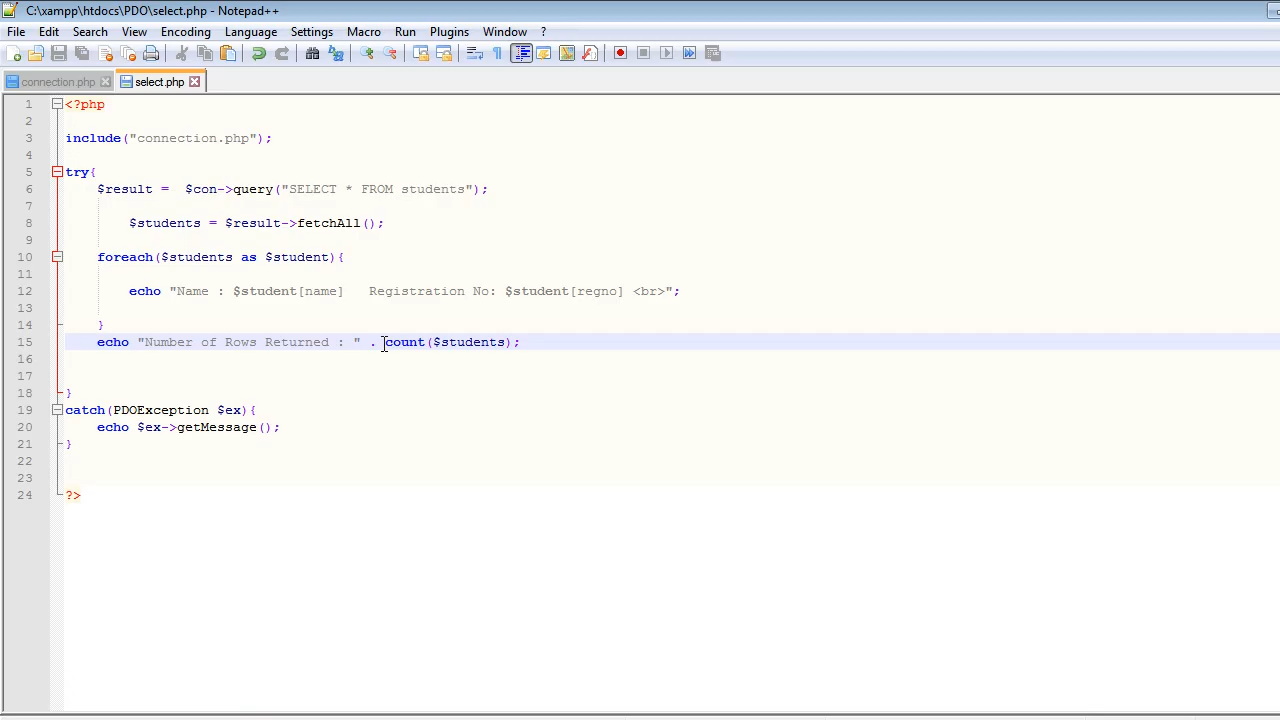 C:\xampp\htdocs\PDO\select.php - Notepad++
File Edit Search View Encoding Language Settings Macro Run Plugins Window ?
connection.php select.php
1 <?php
2
3 include("connection.php");
4
5 try{
6 $result = $con->query("SELECT * FROM students");
7
8 $students = $result->fetchAll();
9
10 foreach($students as $student){
11
12 echo "Name : $student[name] Registration No: $student[regno] <br>";
13
14 }
15 echo "Number of Rows Returned : " . count($students);
16
17
18 }
19 catch(PDOException $ex){
20 echo $ex->getMessage();
21 }
22
23
24 ?>